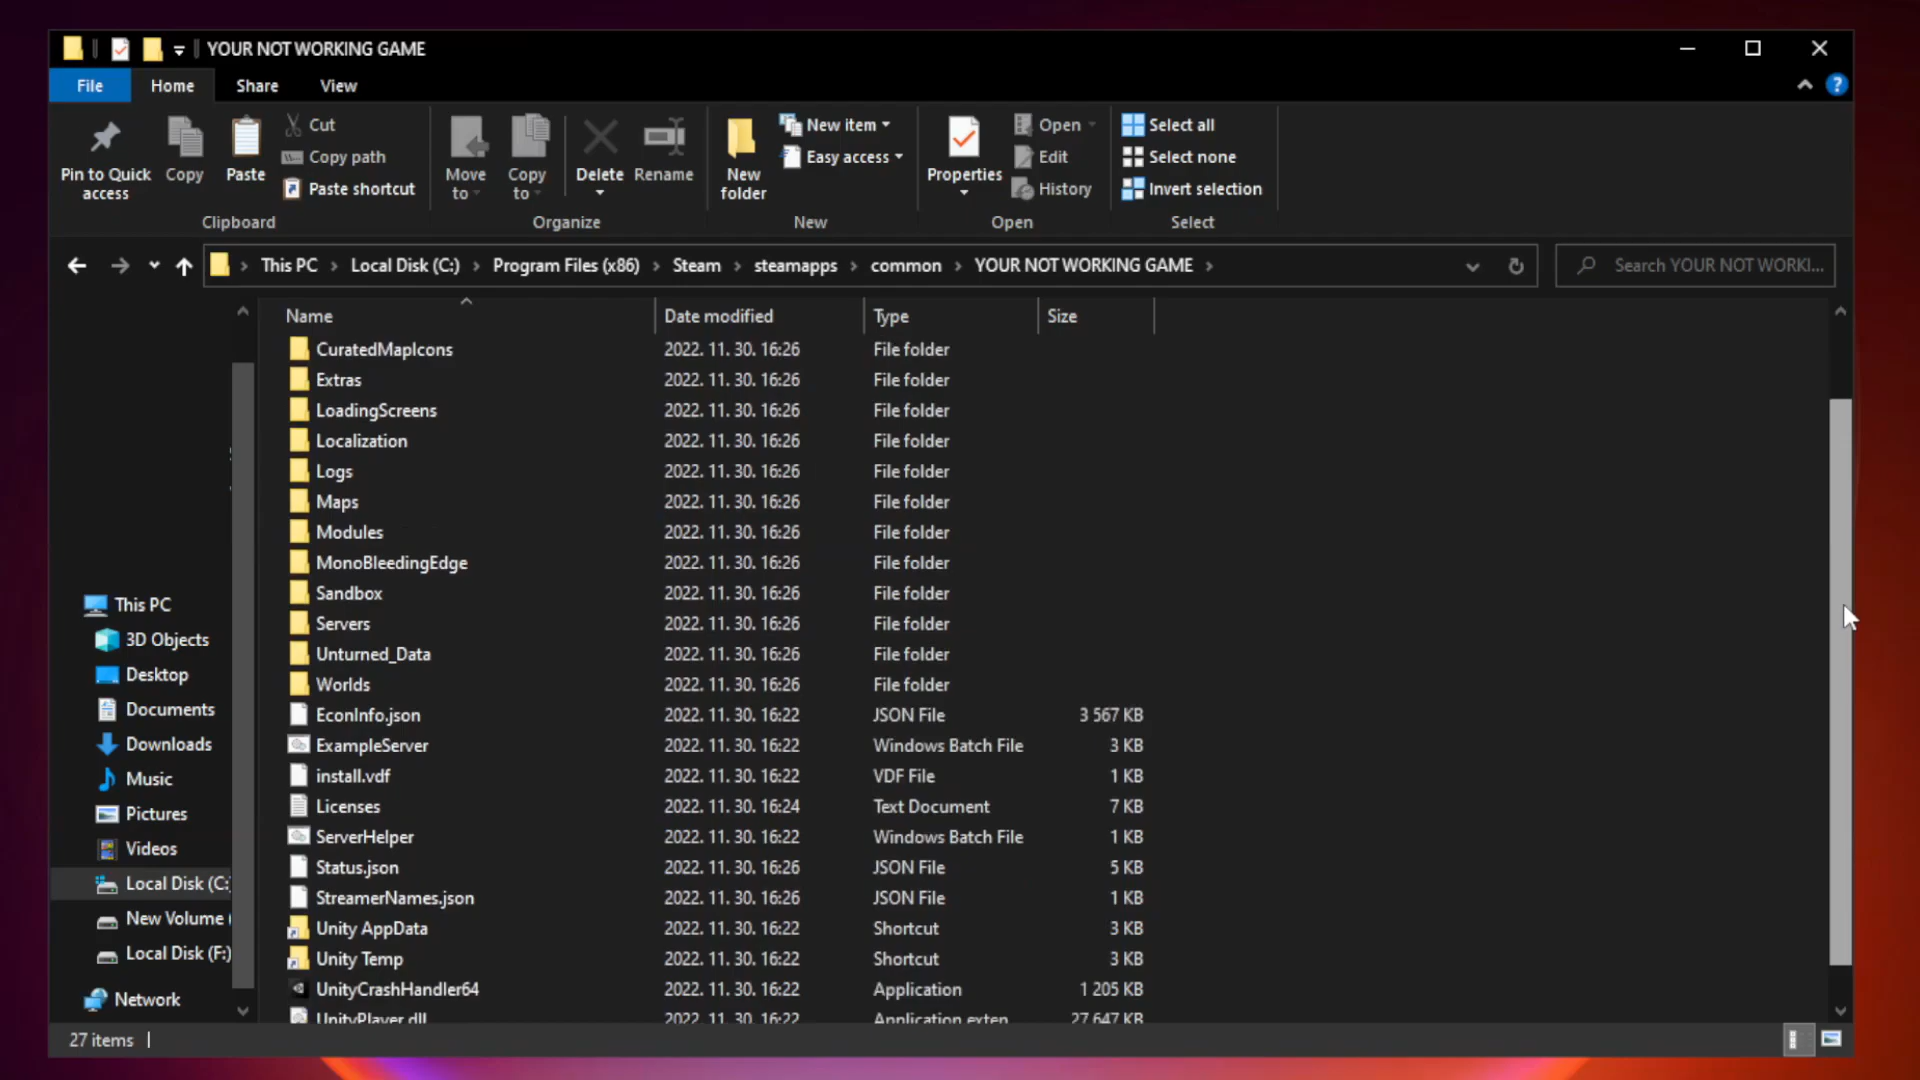 YOUR NOT WORKING GAME
File Home Share View
Pin to Quick access
Copy
Paste
Cut
Copy path
Paste shortcut
Clipboard
Move to
Copy to
Delete
Rename
Organize
New folder
New item
Easy access
New
Properties
Open
Edit
History
Open
Select all
Select none
Invert selection
Select
This PC > Local Disk (C:) > Program Files (x86) > Steam > steamapps > common > YOUR NOT WORKING GAME >
Search YOUR NOT WORKI...
This PC
3D Objects
Desktop
Documents
Downloads
Music
Pictures
Videos
Local Disk (C:
New Volume (
Local Disk (F:)
Network
Name Date modified Type Size
CuratedMapIcons 2022. 11. 30. 16:26 File folder
Extras 2022. 11. 30. 16:26 File folder
LoadingScreens 2022. 11. 30. 16:26 File folder
Localization 2022. 11. 30. 16:26 File folder
Logs 2022. 11. 30. 16:26 File folder
Maps 2022. 11. 30. 16:26 File folder
Modules 2022. 11. 30. 16:26 File folder
MonoBleedingEdge 2022. 11. 30. 16:26 File folder
Sandbox 2022. 11. 30. 16:26 File folder
Servers 2022. 11. 30. 16:26 File folder
Unturned_Data 2022. 11. 30. 16:26 File folder
Worlds 2022. 11. 30. 16:26 File folder
EconInfo.json 2022. 11. 30. 16:22 JSON File 3 567 KB
ExampleServer 2022. 11. 30. 16:22 Windows Batch File 3 KB
install.vdf 2022. 11. 30. 16:22 VDF File 1 KB
Licenses 2022. 11. 30. 16:24 Text Document 7 KB
ServerHelper 2022. 11. 30. 16:22 Windows Batch File 1 KB
Status.json 2022. 11. 30. 16:26 JSON File 5 KB
StreamerNames.json 2022. 11. 30. 16:22 JSON File 1 KB
Unity AppData 2022. 11. 30. 16:22 Shortcut 3 KB
Unity Temp 2022. 11. 30. 16:22 Shortcut 3 KB
UnityCrashHandler64 2022. 11. 30. 16:22 Application 1 205 KB
UnityPlayer.dll 2022. 11. 30. 16:22 Application exten 27 647 KB
27 items